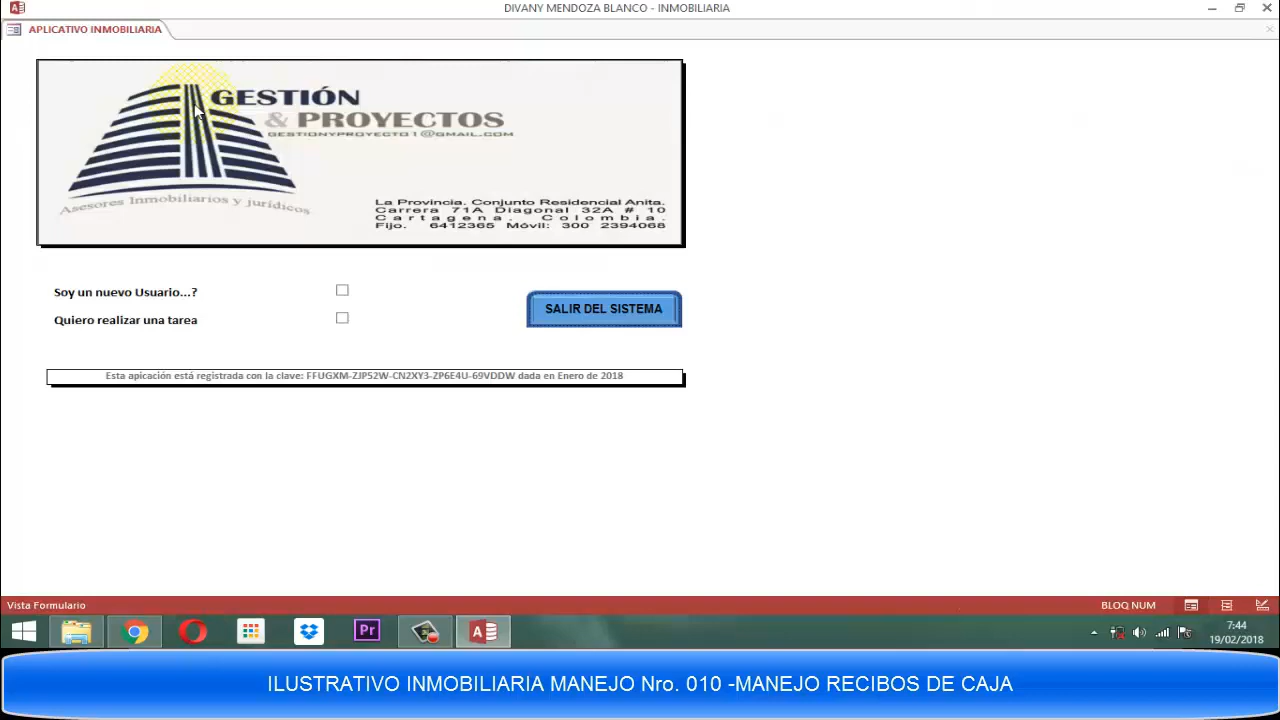 DIVANY MENDOZA BLANCO - INMOBILIARIA
APLICATIVO INMOBILIARIA
GESTIÓN
& PROYECTOS
GESTIONYPROYECTO1@GMAIL.COM
Asesores Inmobiliarios y jurídicos
La Provincia. Conjunto Residencial Anita.
Carrera 71A Diagonal 32A # 10
Cartagena. Colombia.
Fijo. 6412365 Móvil: 300 2394068
Soy un nuevo Usuario...?
Quiero realizar una tarea
SALIR DEL SISTEMA
Esta apicación está registrada con la clave: FFUGXM-ZJP52W-CN2XY3-ZP6E4U-69VDDW dada en Enero de 2018
Vista Formulario
BLOQ NUM
Pr
7:44
19/02/2018
ILUSTRATIVO INMOBILIARIA MANEJO Nro. 010 -MANEJO RECIBOS DE CAJA